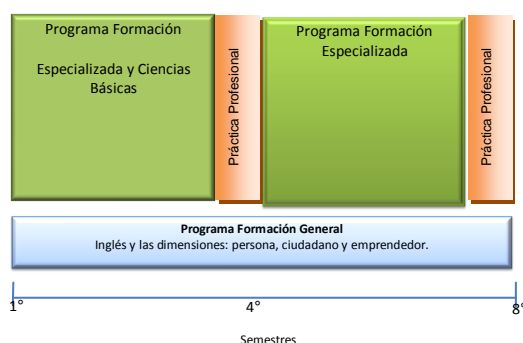 Programa Formación
Especializada y Ciencias
Básicas
Práctica Profesional
Programa Formación
Especializada
Práctica Profesional
Programa Formación General
Inglés y las dimensiones: persona, ciudadano y emprendedor.
1°
4°
8°
Semestres